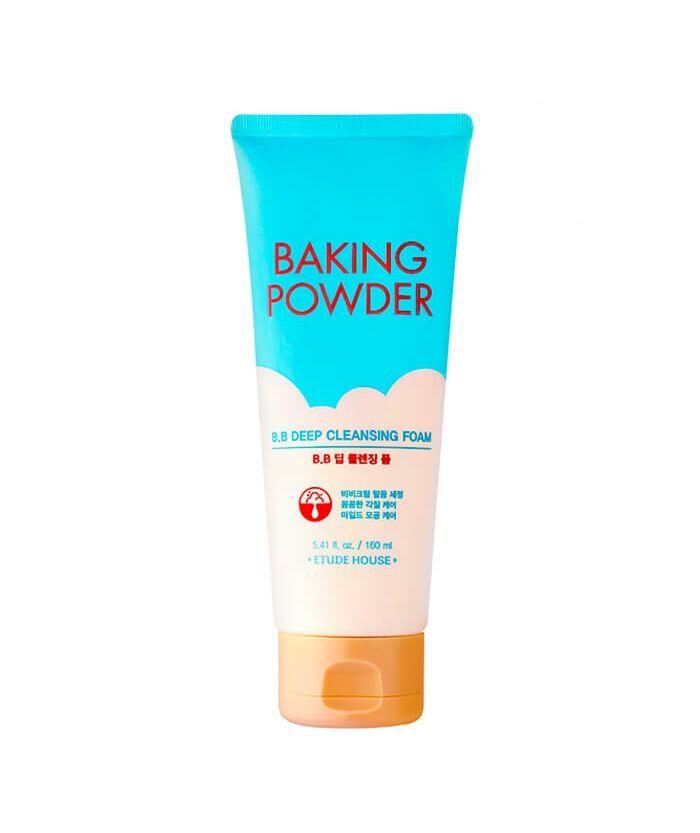 BAKING
POWDER
B.B DEEP CLEANSING FOAM
B.B 딥 클렌징 폼
비비크림 말끔 세정
꼼꼼한 각질 케어
마일드 모공 케어
5.41 fl. oz. / 160 ml
• ETUDE HOUSE •